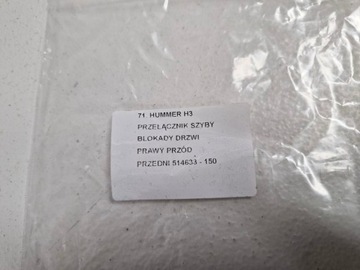 71 HUMMER H3
PRZEŁĄCZNIK SZYBY
BLOKADY DRZWI
PRAWY PRZÓD
PRZEDNI 514633 - 150